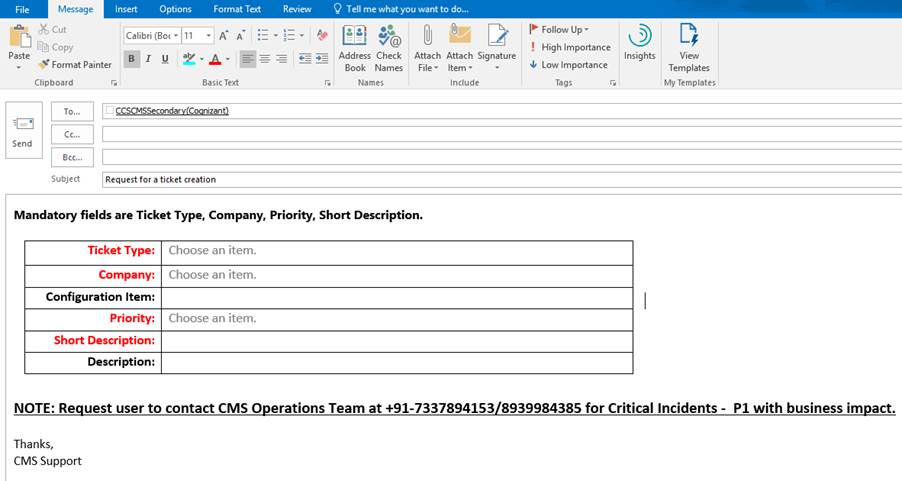 File Message Insert Options Format Text Review Tell me what you want to do...
Cut
Copy
Format Painter
Paste
Clipboard
Calibri (Boc 11 A A
B I U ab A
Basic Text
Address Book
Check Names
Names
Attach File
Attach Item
Signature
Include
Follow Up
High Importance
Low Importance
Tags
Insights
View Templates
My Templates
Send
To... CCSCMSSecondary(Cognizant)
Cc...
Bcc...
Subject Request for a ticket creation
Mandatory fields are Ticket Type, Company, Priority, Short Description.
Ticket Type: Choose an item.
Company: Choose an item.
Configuration Item:
Priority: Choose an item.
Short Description:
Description:
NOTE: Request user to contact CMS Operations Team at +91-7337894153/8939984385 for Critical Incidents - P1 with business impact.
Thanks,
CMS Support